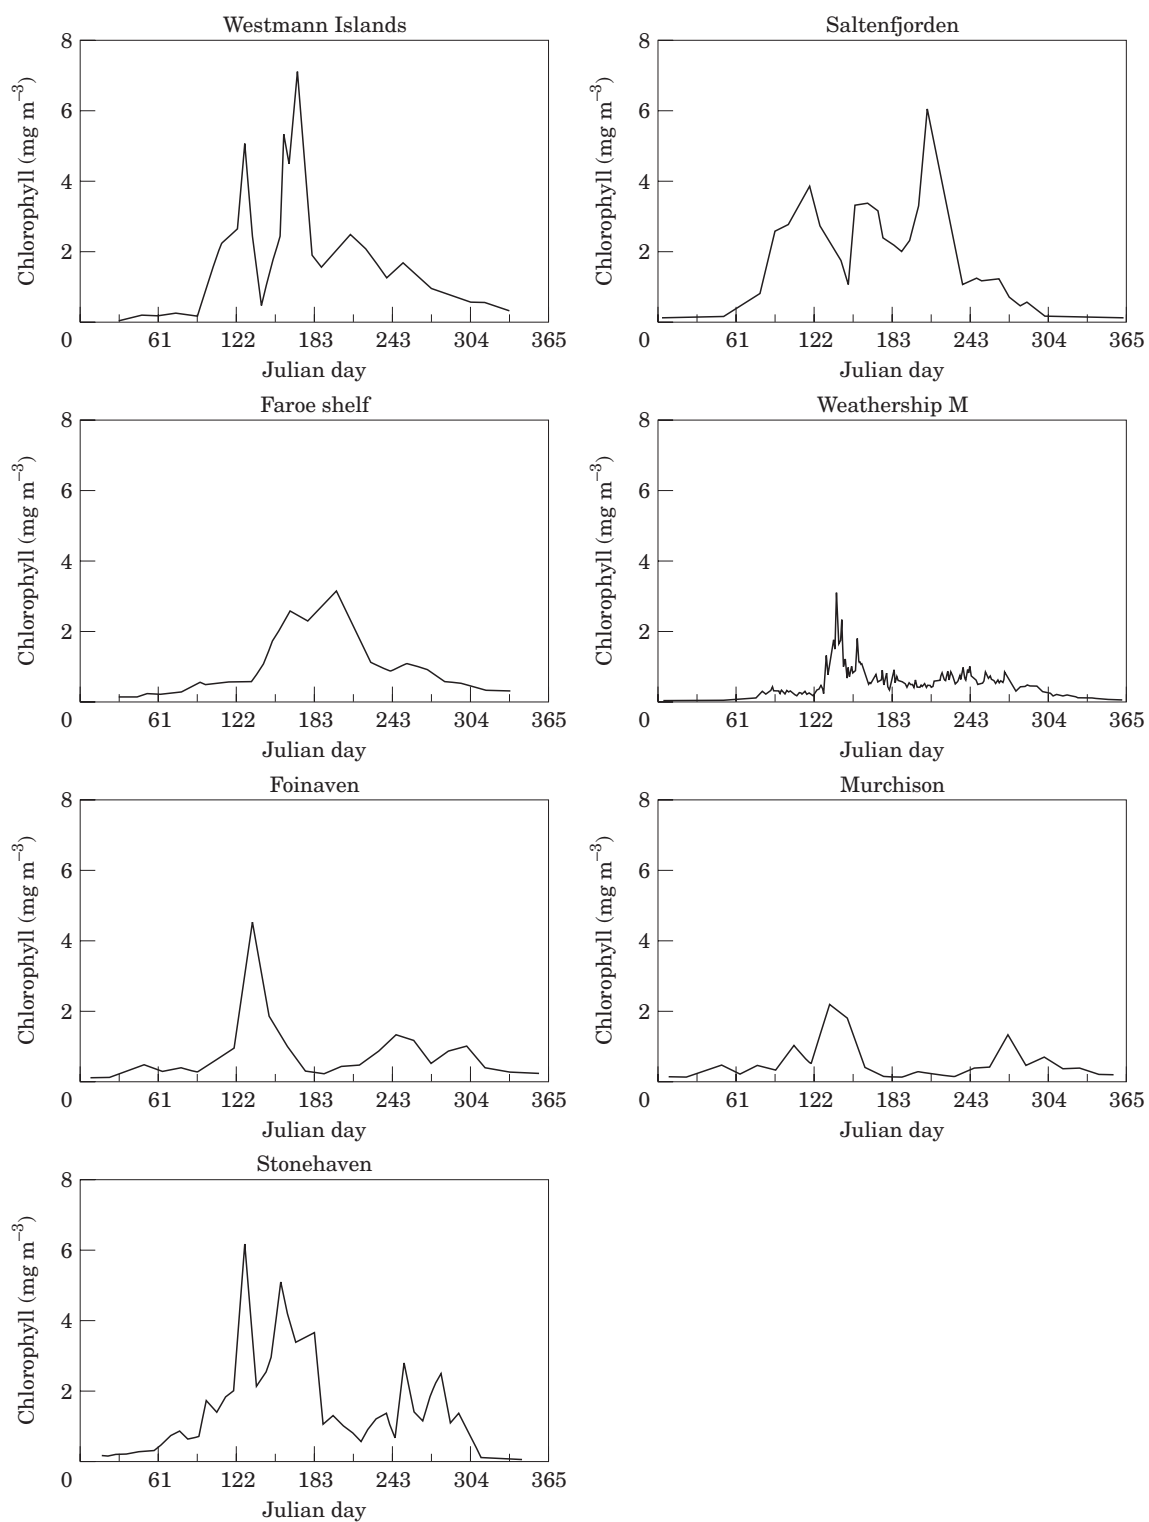 Westmann Islands
8
6
4
2
0 61 122 183 243 304 365
Chlorophyll (mg m⁻³)
Julian day
Saltenfjorden
8
6
4
2
0 61 122 183 243 304 365
Chlorophyll (mg m⁻³)
Julian day
Faroe shelf
8
6
4
2
0 61 122 183 243 304 365
Chlorophyll (mg m⁻³)
Julian day
Weathership M
8
6
4
2
0 61 122 183 243 304 365
Chlorophyll (mg m⁻³)
Julian day
Foinaven
8
6
4
2
0 61 122 183 243 304 365
Chlorophyll (mg m⁻³)
Julian day
Murchison
8
6
4
2
0 61 122 183 243 304 365
Chlorophyll (mg m⁻³)
Julian day
Stonehaven
8
6
4
2
0 61 122 183 243 304 365
Chlorophyll (mg m⁻³)
Julian day